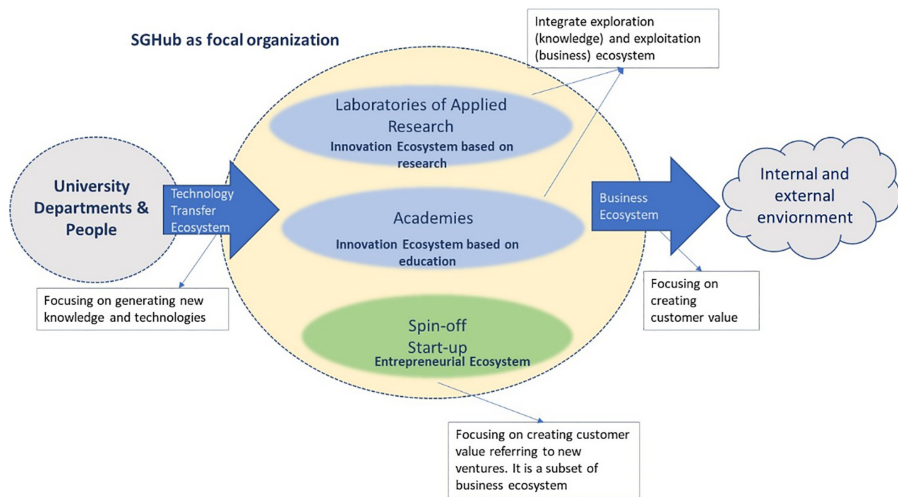 SGHub as focal organization
Integrate exploration
(knowledge) and exploitation
(business) ecosystem
Laboratories of Applied
Research
Innovation Ecosystem based on
research
University
Departments &
People
Technology
Transfer
Ecosystem
Academies
Innovation Ecosystem based on
education
Business
Ecosystem
Internal and
external
enviornment
Focusing on generating new
knowledge and technologies
Focusing on
creating
customer value
Spin-off
Start-up
Entrepreneurial Ecosystem
Focusing on creating customer
value referring to new
ventures. It is a subset of
business ecosystem